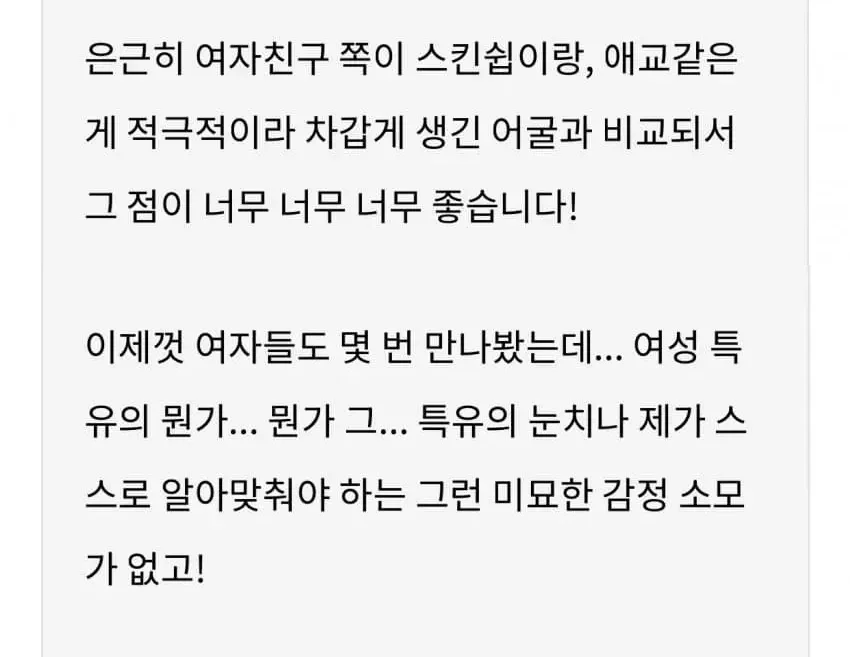 은근히 여자친구 쪽이 스킨쉽이랑, 애교같은
게 적극적이라 차갑게 생긴 어굴과 비교되서
그 점이 너무 너무 너무 좋습니다!
이제껏 여자들도 몇 번 만나봤는데... 여성 특
유의 뭔가... 뭔가 그... 특유의 눈치나 제가 스
스로 알아맞춰야 하는 그런 미묘한 감정 소모
가 없고!